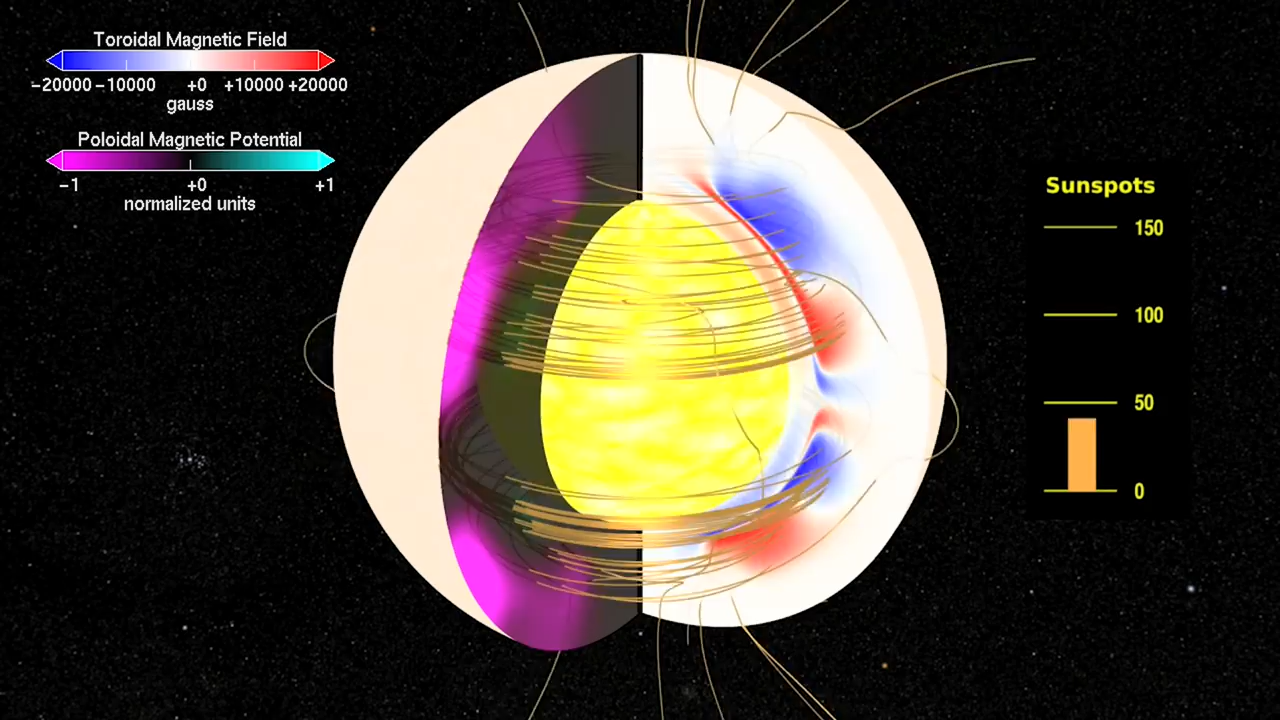 Toroidal Magnetic Field
−20000 −10000 +0 +10000 +20000
gauss
Poloidal Magnetic Potential
−1 +0 +1
normalized units
Sunspots
150
100
50
0